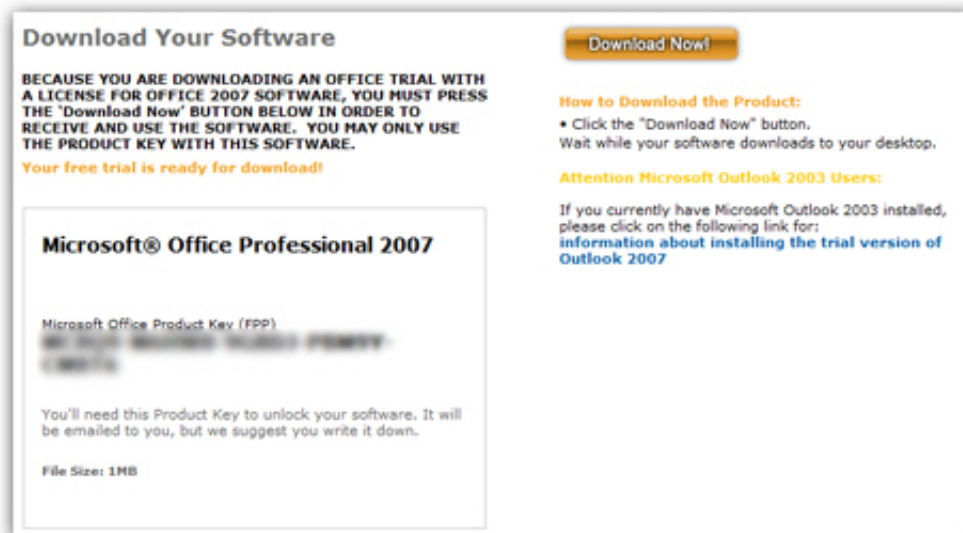 Download Your Software
BECAUSE YOU ARE DOWNLOADING AN OFFICE TRIAL WITH
A LICENSE FOR OFFICE 2007 SOFTWARE, YOU MUST PRESS
THE 'Download Now' BUTTON BELOW IN ORDER TO
RECEIVE AND USE THE SOFTWARE. YOU MAY ONLY USE
THE PRODUCT KEY WITH THIS SOFTWARE.
Your free trial is ready for download!
Microsoft® Office Professional 2007
Microsoft Office Product Key (FPP)
You'll need this Product Key to unlock your software. It will
be emailed to you, but we suggest you write it down.
File Size: 1MB
Download Now!
How to Download the Product:
• Click the "Download Now" button.
Wait while your software downloads to your desktop.
Attention Microsoft Outlook 2003 Users:
If you currently have Microsoft Outlook 2003 installed,
please click on the following link for:
information about installing the trial version of
Outlook 2007